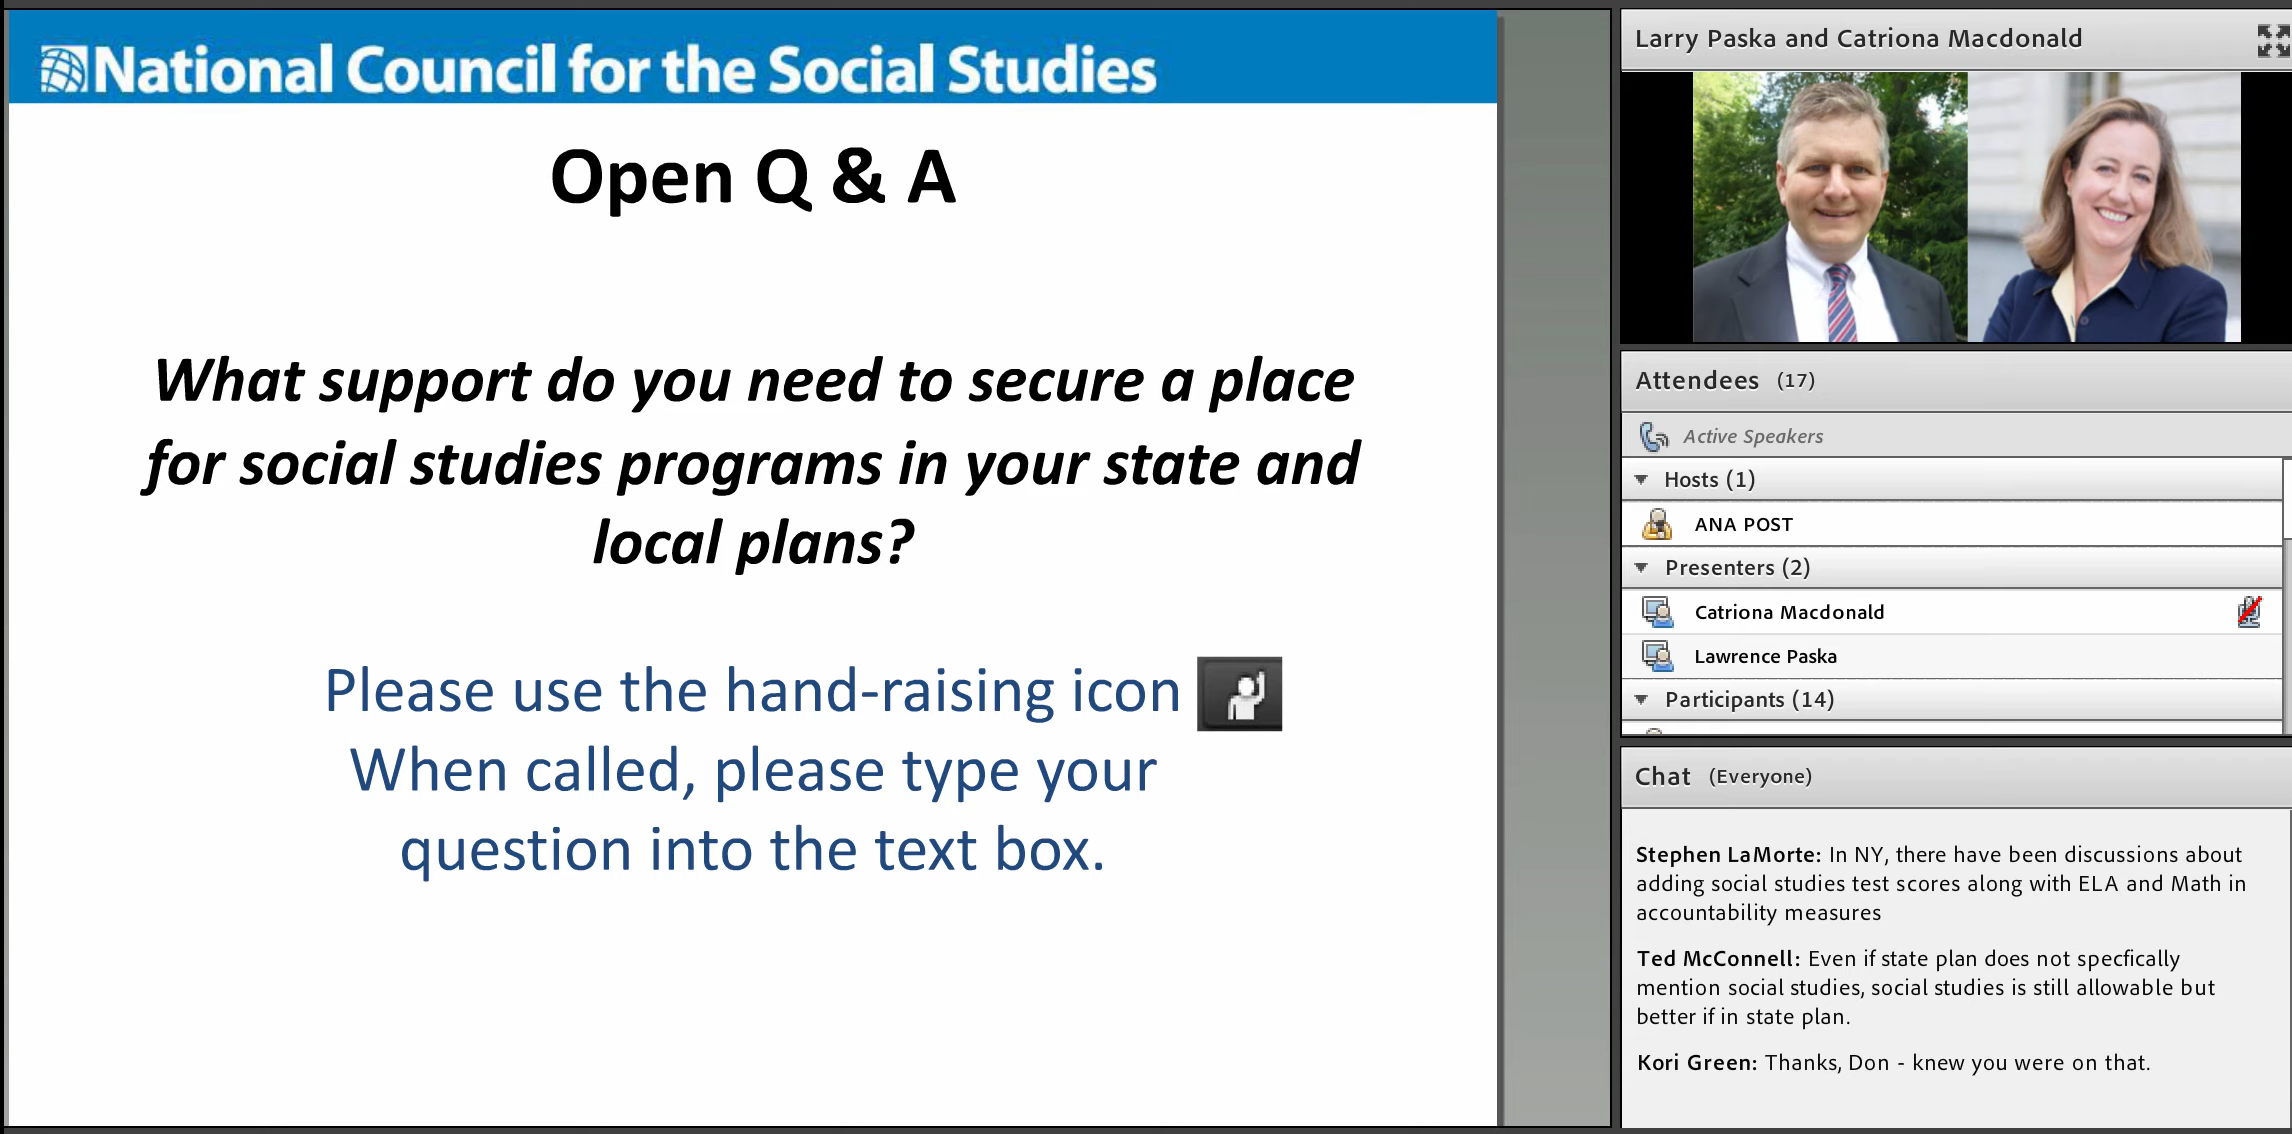 National Council for the Social Studies
Open Q & A
What support do you need to secure a place
for social studies programs in your state and
local plans?
Please use the hand-raising icon
When called, please type your
question into the text box.
Larry Paska and Catriona Macdonald
Attendees (17)
Active Speakers
Hosts (1)
ANA POST
Presenters (2)
Catriona Macdonald
Lawrence Paska
Participants (14)
Chat (Everyone)
Stephen LaMorte: In NY, there have been discussions about
adding social studies test scores along with ELA and Math in
accountability measures
Ted McConnell: Even if state plan does not specfically
mention social studies, social studies is still allowable but
better if in state plan.
Kori Green: Thanks, Don - knew you were on that.